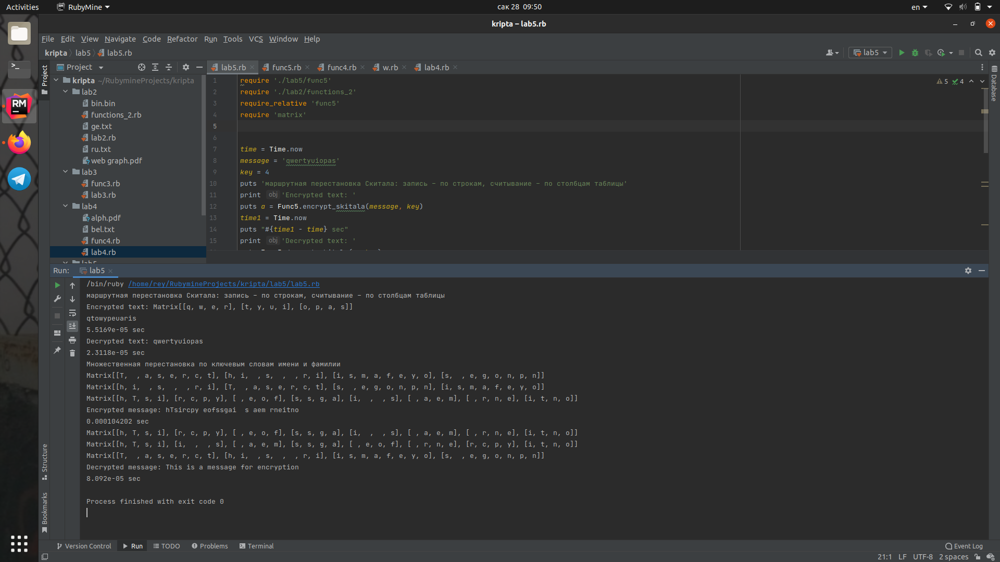 Activities RubyMine сак 28 09:50 en
kripta – lab5.rb
File Edit View Navigate Code Refactor Run Tools VCS Window Help
kripta lab5 lab5.rb lab5
Project lab5.rb func5.rb func4.rb w.rb lab4.rb
Project
Database
kripta ~/RubymineProjects/kripta
lab2
bin.bin
functions_2.rb
ge.txt
lab2.rb
ru.txt
web graph.pdf
lab3
func3.rb
lab3.rb
lab4
alph.pdf
bel.txt
func4.rb
lab4.rb
lab5
5 4
1 require './lab5/func5'
2 require './lab2/functions_2'
3 require_relative 'func5'
4 require 'matrix'
5
6
7 time = Time.now
8 message = 'qwertyuiopas'
9 key = 4
10 puts 'маршрутная перестановка Скитала: запись – по строкам, считывание – по столбцам таблицы'
11 print obj 'Encrypted text: '
12 puts a = Func5.encrypt_skitala(message, key)
13 time1 = Time.now
14 puts "#{time1 - time} sec"
15 print obj 'Decrypted text: '
Run: lab5
/bin/ruby /home/rey/RubymineProjects/kripta/lab5/lab5.rb
маршрутная перестановка Скитала: запись – по строкам, считывание – по столбцам таблицы
Encrypted text: Matrix[[q, w, e, r], [t, y, u, i], [o, p, a, s]]
qtowypeuaris
5.5169e-05 sec
Decrypted text: qwertyuiopas
2.3118e-05 sec
Множественная перестановка по ключевым словам имени и фамилии
Matrix[[T,  , a, s, e, r, c, t], [h, i,  , s,  ,  , r, i], [i, s, m, a, f, e, y, o], [s,  , e, g, o, n, p, n]]
Matrix[[h, i,  , s,  ,  , r, i], [T,  , a, s, e, r, c, t], [s,  , e, g, o, n, p, n], [i, s, m, a, f, e, y, o]]
Matrix[[h, T, s, i], [r, c, p, y], [ , e, o, f], [s, s, g, a], [i,  ,  , s], [ , a, e, m], [ , r, n, e], [i, t, n, o]]
Encrypted message: hTsircpy eofssgai  s aem rneitno
0.000104202 sec
Matrix[[h, T, s, i], [r, c, p, y], [ , e, o, f], [s, s, g, a], [i,  ,  , s], [ , a, e, m], [ , r, n, e], [i, t, n, o]]
Matrix[[h, T, s, i], [i,  ,  , s], [ , a, e, m], [s, s, g, a], [ , e, o, f], [ , r, n, e], [r, c, p, y], [i, t, n, o]]
Matrix[[T,  , a, s, e, r, c, t], [h, i,  , s,  ,  , r, i], [i, s, m, a, f, e, y, o], [s,  , e, g, o, n, p, n]]
Decrypted message: This is a message for encryption
8.092e-05 sec
Process finished with exit code 0
Structure
Bookmarks
Version Control Run TODO Problems Terminal Event Log
21:1 LF UTF-8 2 spaces